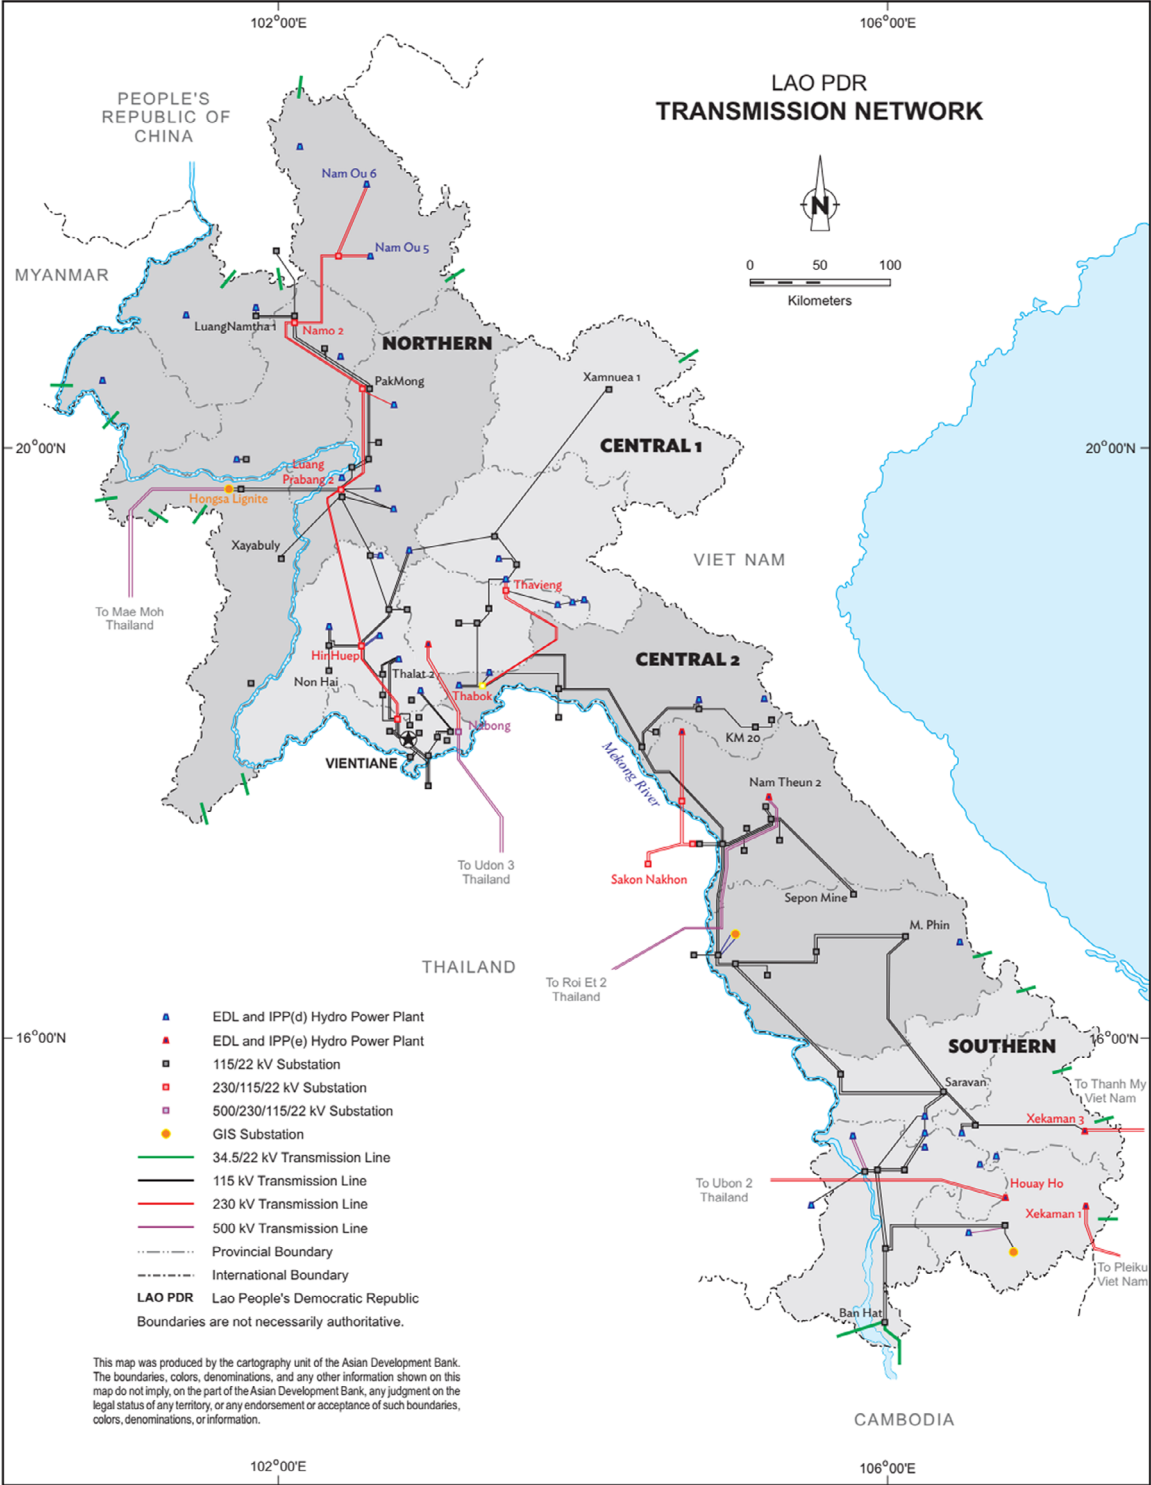 102°00'E
106°00'E
LAO PDR
TRANSMISSION NETWORK
PEOPLE'S
REPUBLIC OF
CHINA
Nam Ou 6
N
Nam Ou 5
MYANMAR
0 50 100
Kilometers
LuangNamtha 1
Namo 2
NORTHERN
PakMong
Xamnuea 1
CENTRAL 1
20°00'N
20°00'N
Luang
Prabang 2
Hongsa Lignite
Xayabuly
VIET NAM
Thavieng
To Mae Moh
Thailand
HinHuep
CENTRAL 2
Non Hai
Thalat 2
Thabok
Nabong
KM 20
VIENTIANE
Mekong River
Nam Theun 2
To Udon 3
Thailand
Sakon Nakhon
Sepon Mine
M. Phin
THAILAND
To Roi Et 2
Thailand
EDL and IPP(d) Hydro Power Plant
EDL and IPP(e) Hydro Power Plant
115/22 kV Substation
230/115/22 kV Substation
500/230/115/22 kV Substation
GIS Substation
34.5/22 kV Transmission Line
115 kV Transmission Line
230 kV Transmission Line
500 kV Transmission Line
Provincial Boundary
International Boundary
LAO PDR Lao People's Democratic Republic
Boundaries are not necessarily authoritative.
16°00'N
16°00'N
SOUTHERN
Saravan
To Thanh My
Viet Nam
Xekaman 3
To Ubon 2
Thailand
Houay Ho
Xekaman 1
To Pleiku
Viet Nam
Ban Hat
This map was produced by the cartography unit of the Asian Development Bank.
The boundaries, colors, denominations, and any other information shown on this
map do not imply, on the part of the Asian Development Bank, any judgment on the
legal status of any territory, or any endorsement or acceptance of such boundaries,
colors, denominations, or information.
CAMBODIA
102°00'E
106°00'E